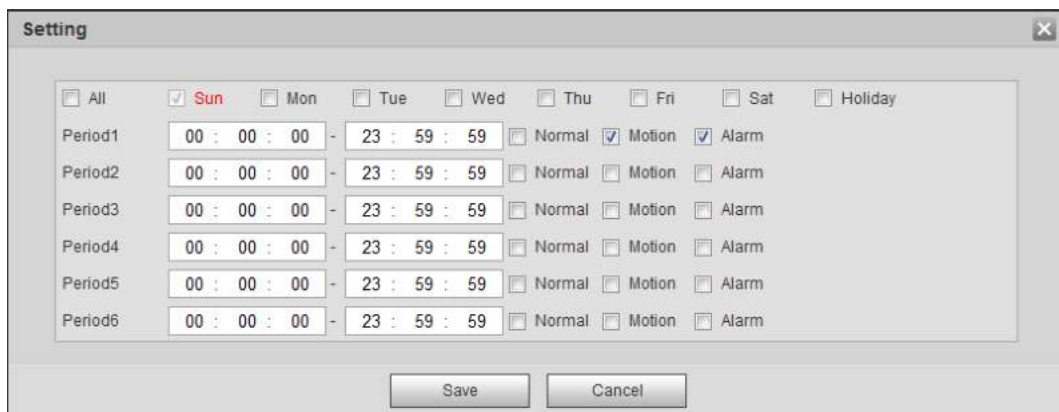 Setting
All Sun Mon Tue Wed Thu Fri Sat Holiday
Period1 00 : 00 : 00 - 23 : 59 : 59 Normal Motion Alarm
Period2 00 : 00 : 00 - 23 : 59 : 59 Normal Motion Alarm
Period3 00 : 00 : 00 - 23 : 59 : 59 Normal Motion Alarm
Period4 00 : 00 : 00 - 23 : 59 : 59 Normal Motion Alarm
Period5 00 : 00 : 00 - 23 : 59 : 59 Normal Motion Alarm
Period6 00 : 00 : 00 - 23 : 59 : 59 Normal Motion Alarm
Save Cancel